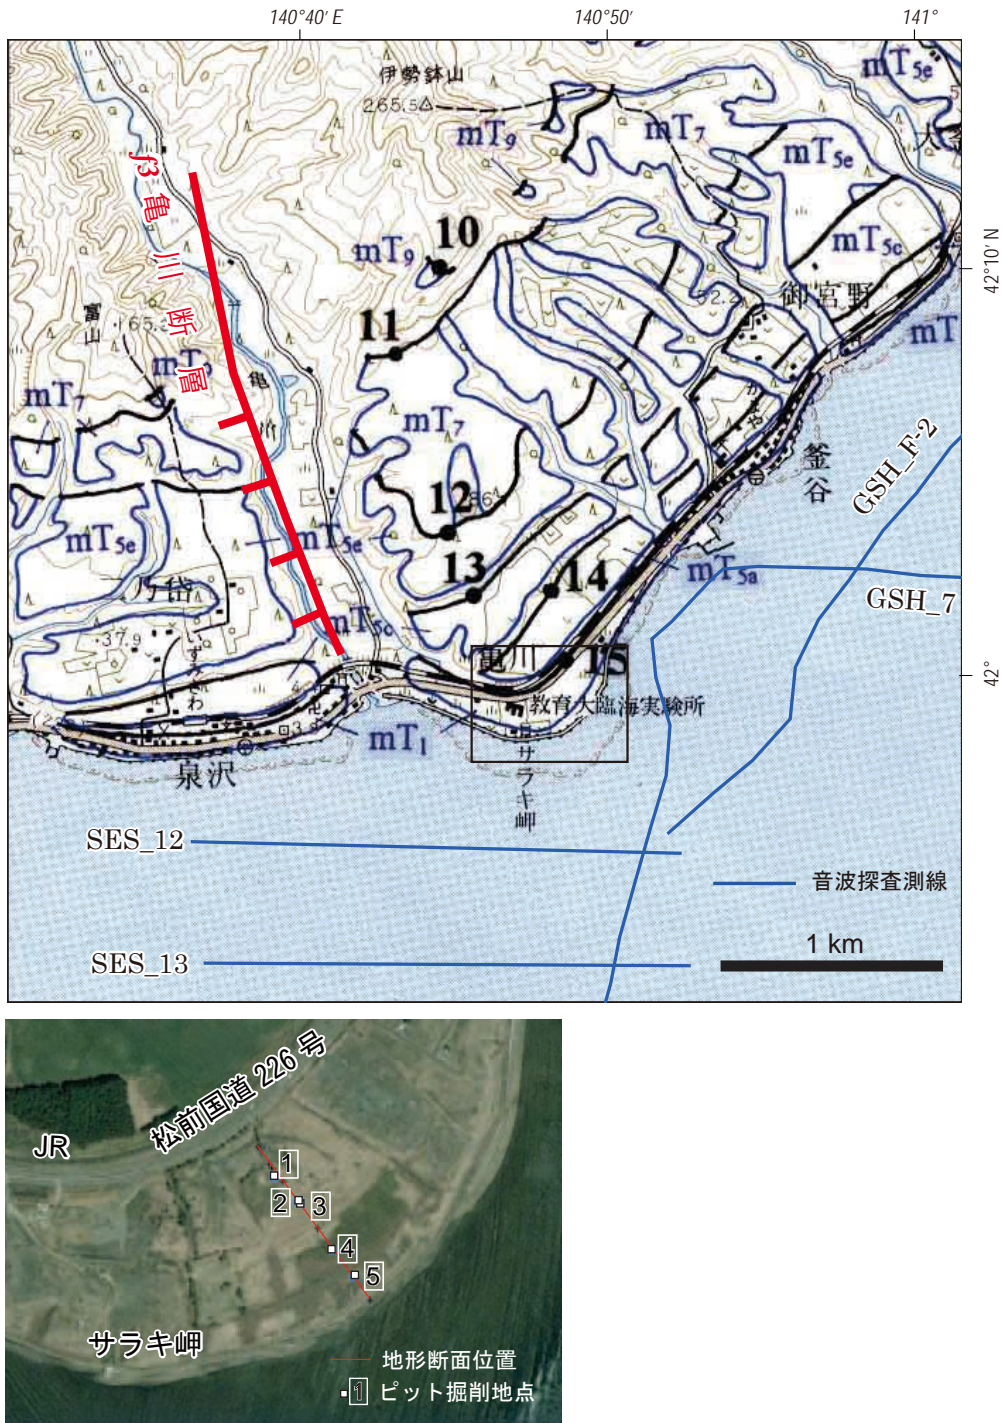 140°40' E
140°50'
141°
伊勢鉢山
265.5
mT5e
mT9
mT7
mT5e
f3 亀川断層
mT9
10
mT5c
42°10' N
御宮野
富山
11
mT
mT7
mT7
釜谷
GSH_F-2
12
mT5e
mT5e
13
14
mT5a
GSH_7
37.9
mT5c
亀川
15
42°
教育大臨海実験所
mT1
泉沢
サラキ岬
SES_12
音波探査測線
1 km
SES_13
松前国道 226 号
JR
1
2
3
4
5
サラキ岬
地形断面位置
1 ピット掘削地点